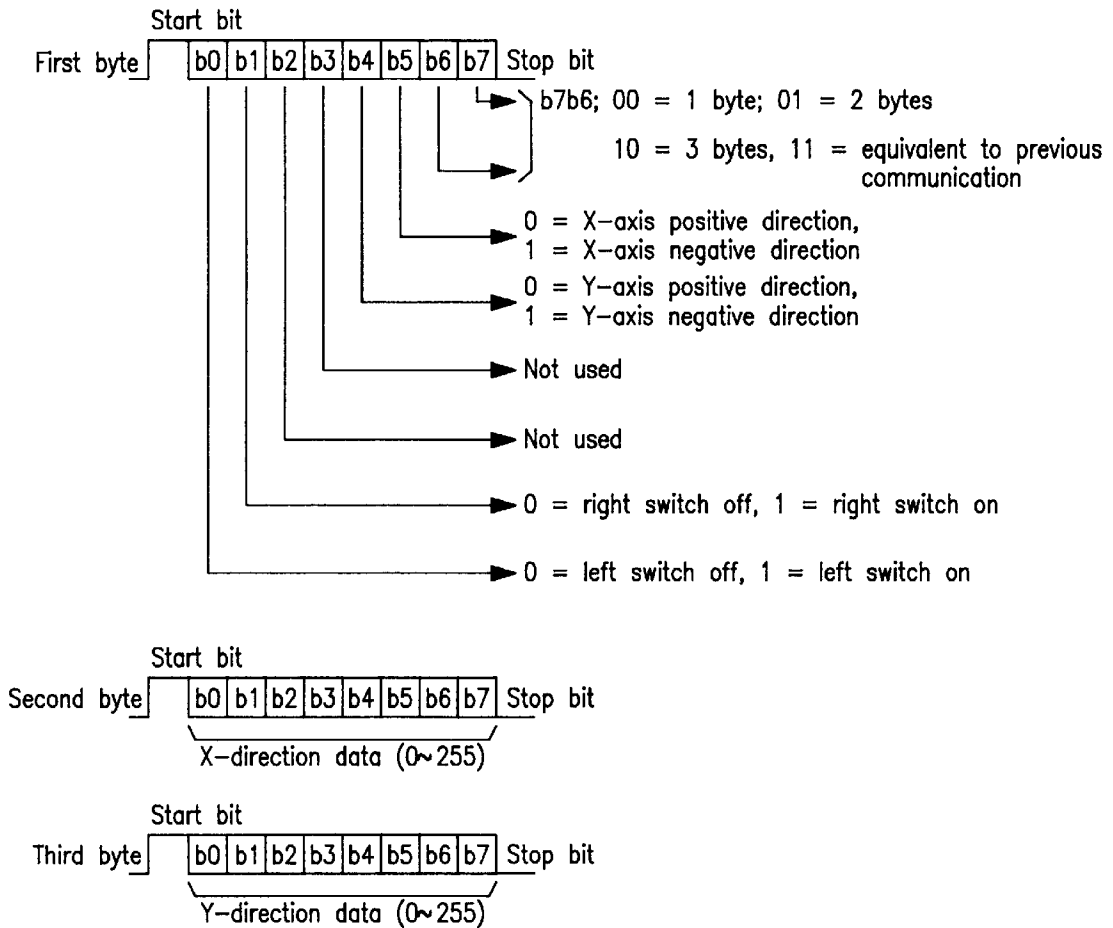 Start bit
First byte b0 b1 b2 b3 b4 b5 b6 b7 Stop bit
b7b6; 00 = 1 byte; 01 = 2 bytes
10 = 3 bytes, 11 = equivalent to previous
communication
0 = X-axis positive direction,
1 = X-axis negative direction
0 = Y-axis positive direction,
1 = Y-axis negative direction
Not used
Not used
0 = right switch off, 1 = right switch on
0 = left switch off, 1 = left switch on
Start bit
Second byte b0 b1 b2 b3 b4 b5 b6 b7 Stop bit
X-direction data (0~255)
Start bit
Third byte b0 b1 b2 b3 b4 b5 b6 b7 Stop bit
Y-direction data (0~255)